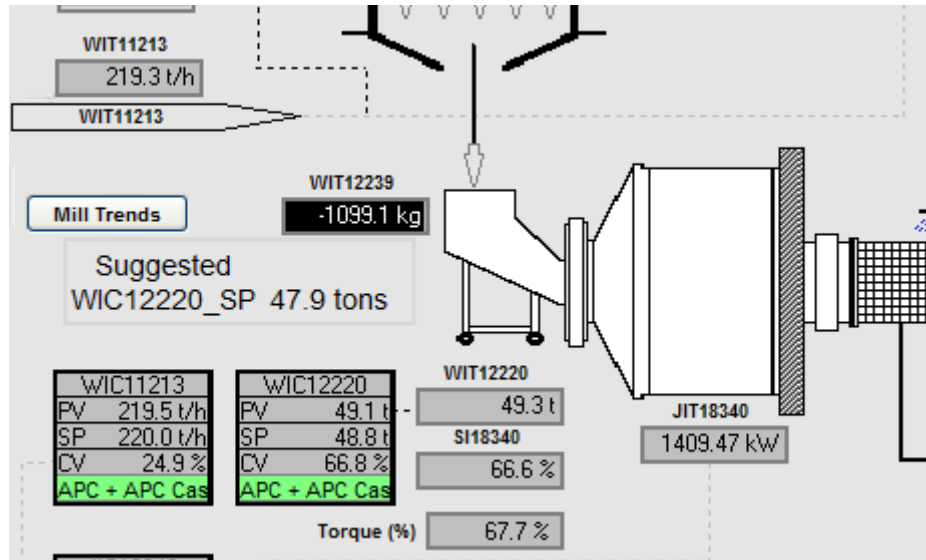 WIT11213
219.3 t/h
WIT11213
WIT12239
-1099.1 kg
Mill Trends
Suggested
WIC12220_SP 47.9 tons
WIC11213
PV 219.5 t/h
SP 220.0 t/h
CV 24.9 %
APC + APC Cas
WIC12220
PV 49.1 t
SP 48.8 t
CV 66.8 %
APC + APC Cas
WIT12220
49.3 t
SI18340
66.6 %
JIT18340
1409.47 kW
Torque (%) 67.7 %